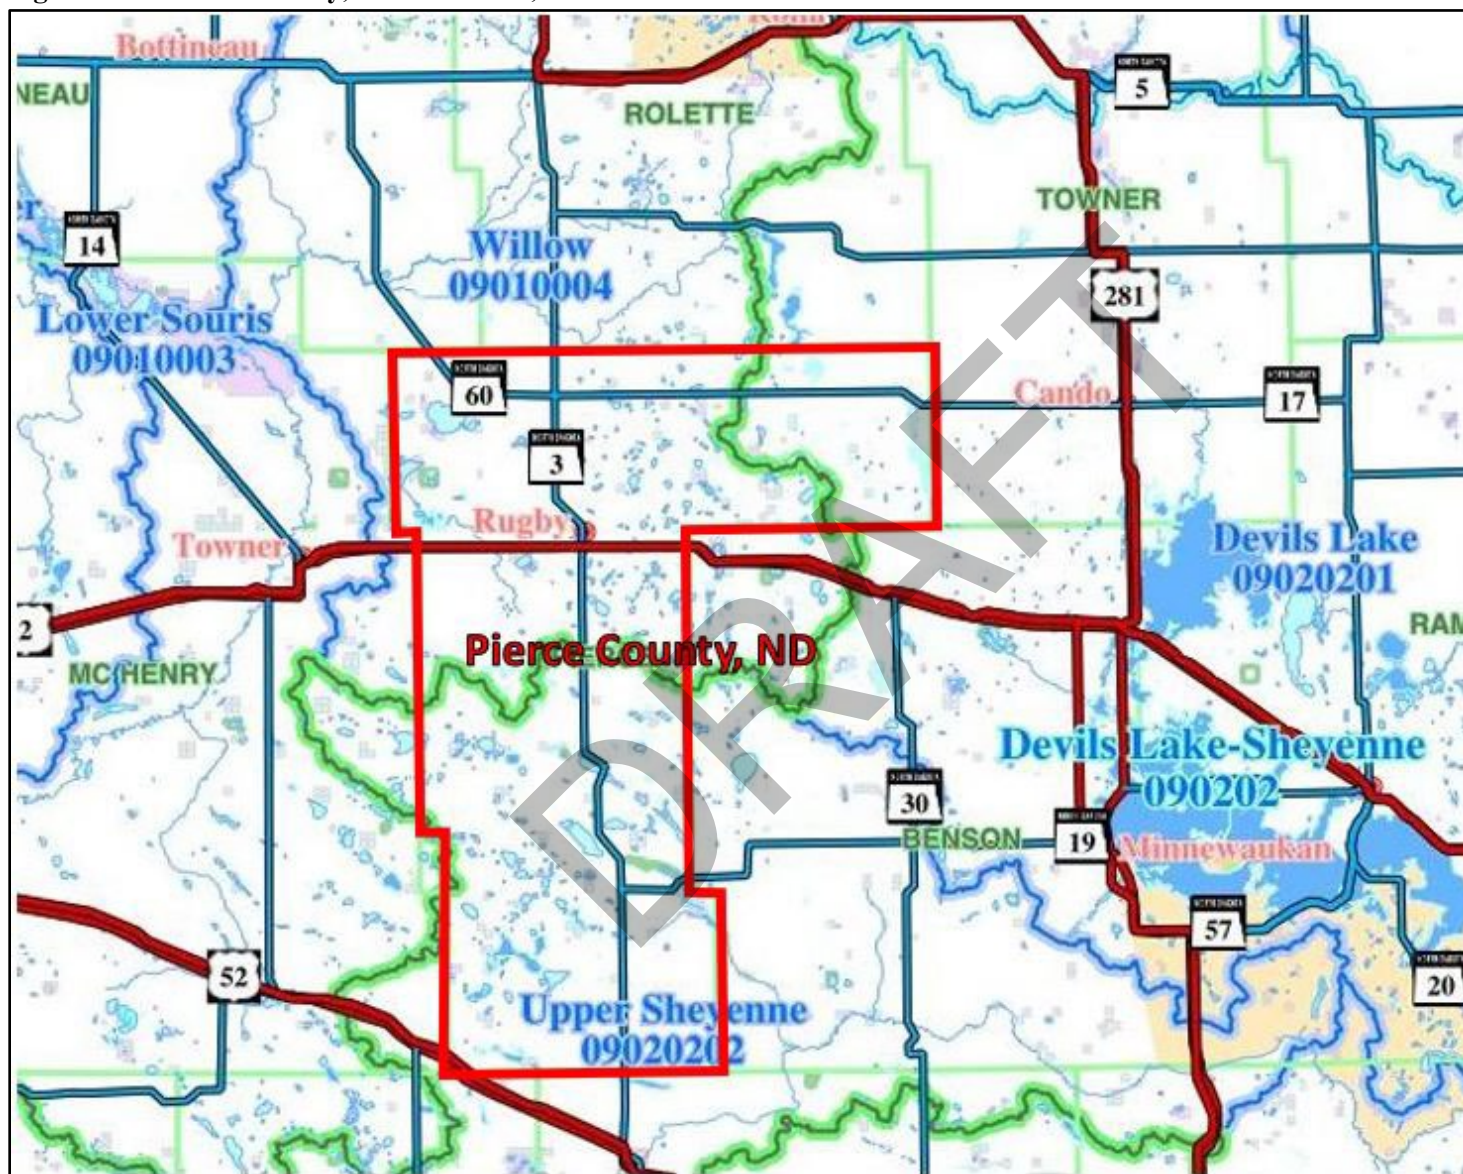 Bottineau
NEAU
ROLETTE
5
TOWNER
14
Willow
09010004
281
Lower Souris
09010003
60
Cando
17
3
Rugby
Towner
Devils Lake
09020201
2
RAM
Pierce County, ND
MCHENRY
Devils Lake-Sheyenne
090202
30
BENSON
19
Minnewaukan
57
52
20
Upper Sheyenne
09020202
DRAFT